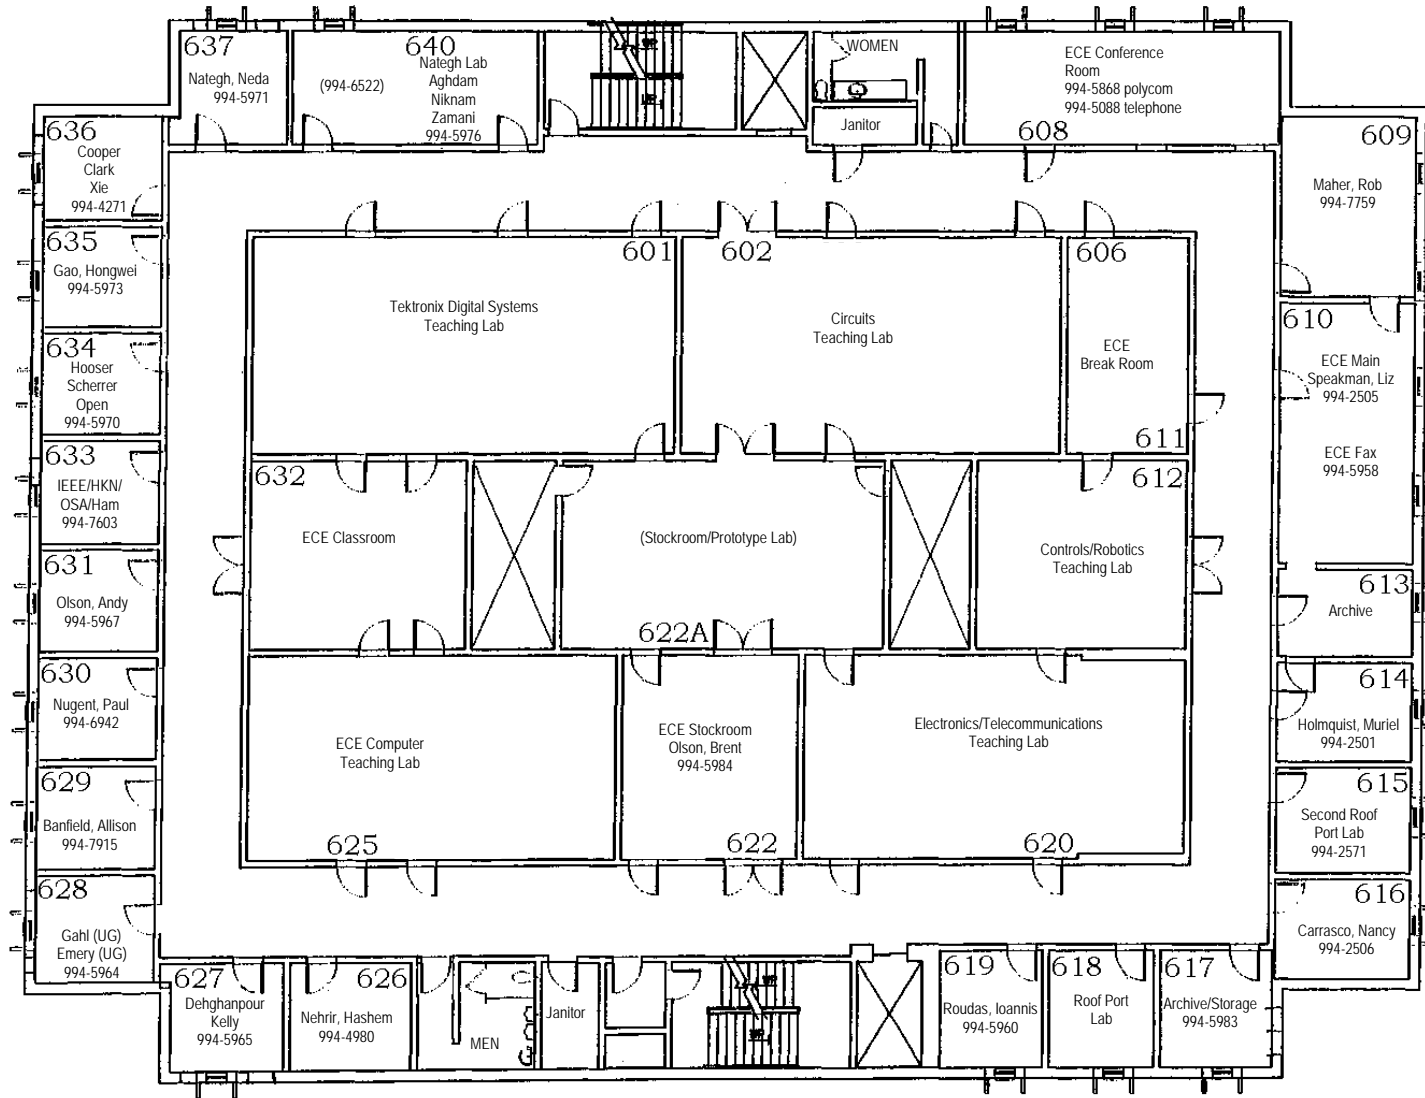 637
Nategh, Neda
994-5971
640
(994-6522)
Nategh Lab
Aghdam
Niknam
Zamani
994-5976
UP
UP
WOMEN
Janitor
ECE Conference
Room
994-5868 polycom
994-5088 telephone
608
609
Maher, Rob
994-7759
636
Cooper
Clark
Xie
994-4271
635
Gao, Hongwei
994-5973
634
Hooser
Scherrer
Open
994-5970
633
IEEE/HKN/
OSA/Ham
994-7603
631
Olson, Andy
994-5967
630
Nugent, Paul
994-6942
629
Banfield, Allison
994-7915
628
Gahl (UG)
Emery (UG)
994-5964
601
Tektronix Digital Systems
Teaching Lab
602
Circuits
Teaching Lab
606
ECE
Break Room
611
610
ECE Main
Speakman, Liz
994-2505
ECE Fax
994-5958
632
ECE Classroom
(Stockroom/Prototype Lab)
622A
612
Controls/Robotics
Teaching Lab
613
Archive
614
Holmquist, Muriel
994-2501
615
Second Roof
Port Lab
994-2571
616
Carrasco, Nancy
994-2506
ECE Computer
Teaching Lab
625
ECE Stockroom
Olson, Brent
994-5984
622
Electronics/Telecommunications
Teaching Lab
620
627
Dehghanpour
Kelly
994-5965
626
Nehrir, Hashem
994-4980
MEN
Janitor
UP
619
Roudas, Ioannis
994-5960
618
Roof Port
Lab
617
Archive/Storage
994-5983